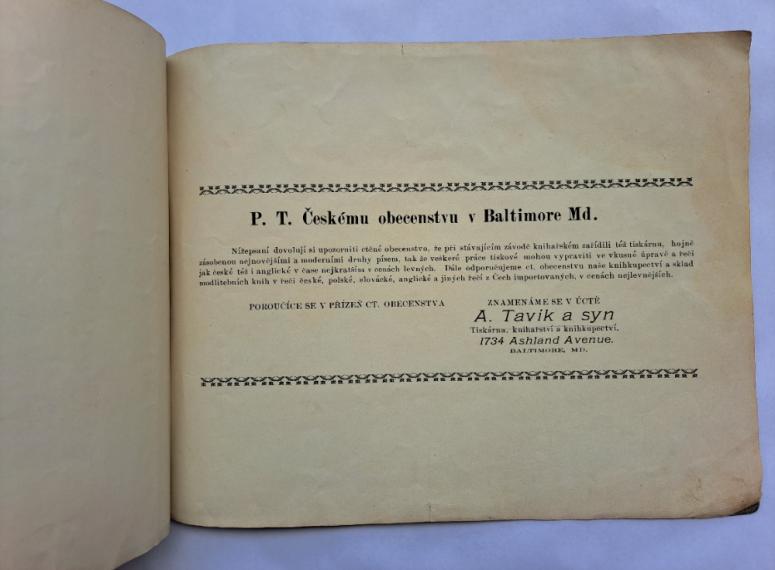 P. T. Českému obecenstvu v Baltimore Md.
Nížepsaní dovolují si upozorniti ctěné obecenstvo, že při stávajícím závodě knihařském zařídili též tiskárnu, hojně
zásobenou nejnovějšími a moderními druhy písem, tak že veškeré práce tiskové mohou vypraviti ve vkusné úpravě a řeči
jak české též i anglické v čase nejkratším v cenách levných. Dále odporučujeme ct. obecenstvu naše knihkupectví a sklad
modlitebních knih v řeči české, polské, slovácké, anglické a jiných řečí z Čech importovaných, v cenách nejlevnějších.
POROUČÍCE SE V PŘÍZEŇ CT. OBECENSTVA
ZNAMENÁME SE V ÚCTĚ
A. Tavik a syn
Tiskárna, knihařství a knihkupectví.
1734 Ashland Avenue.
BALTIMORE, MD.